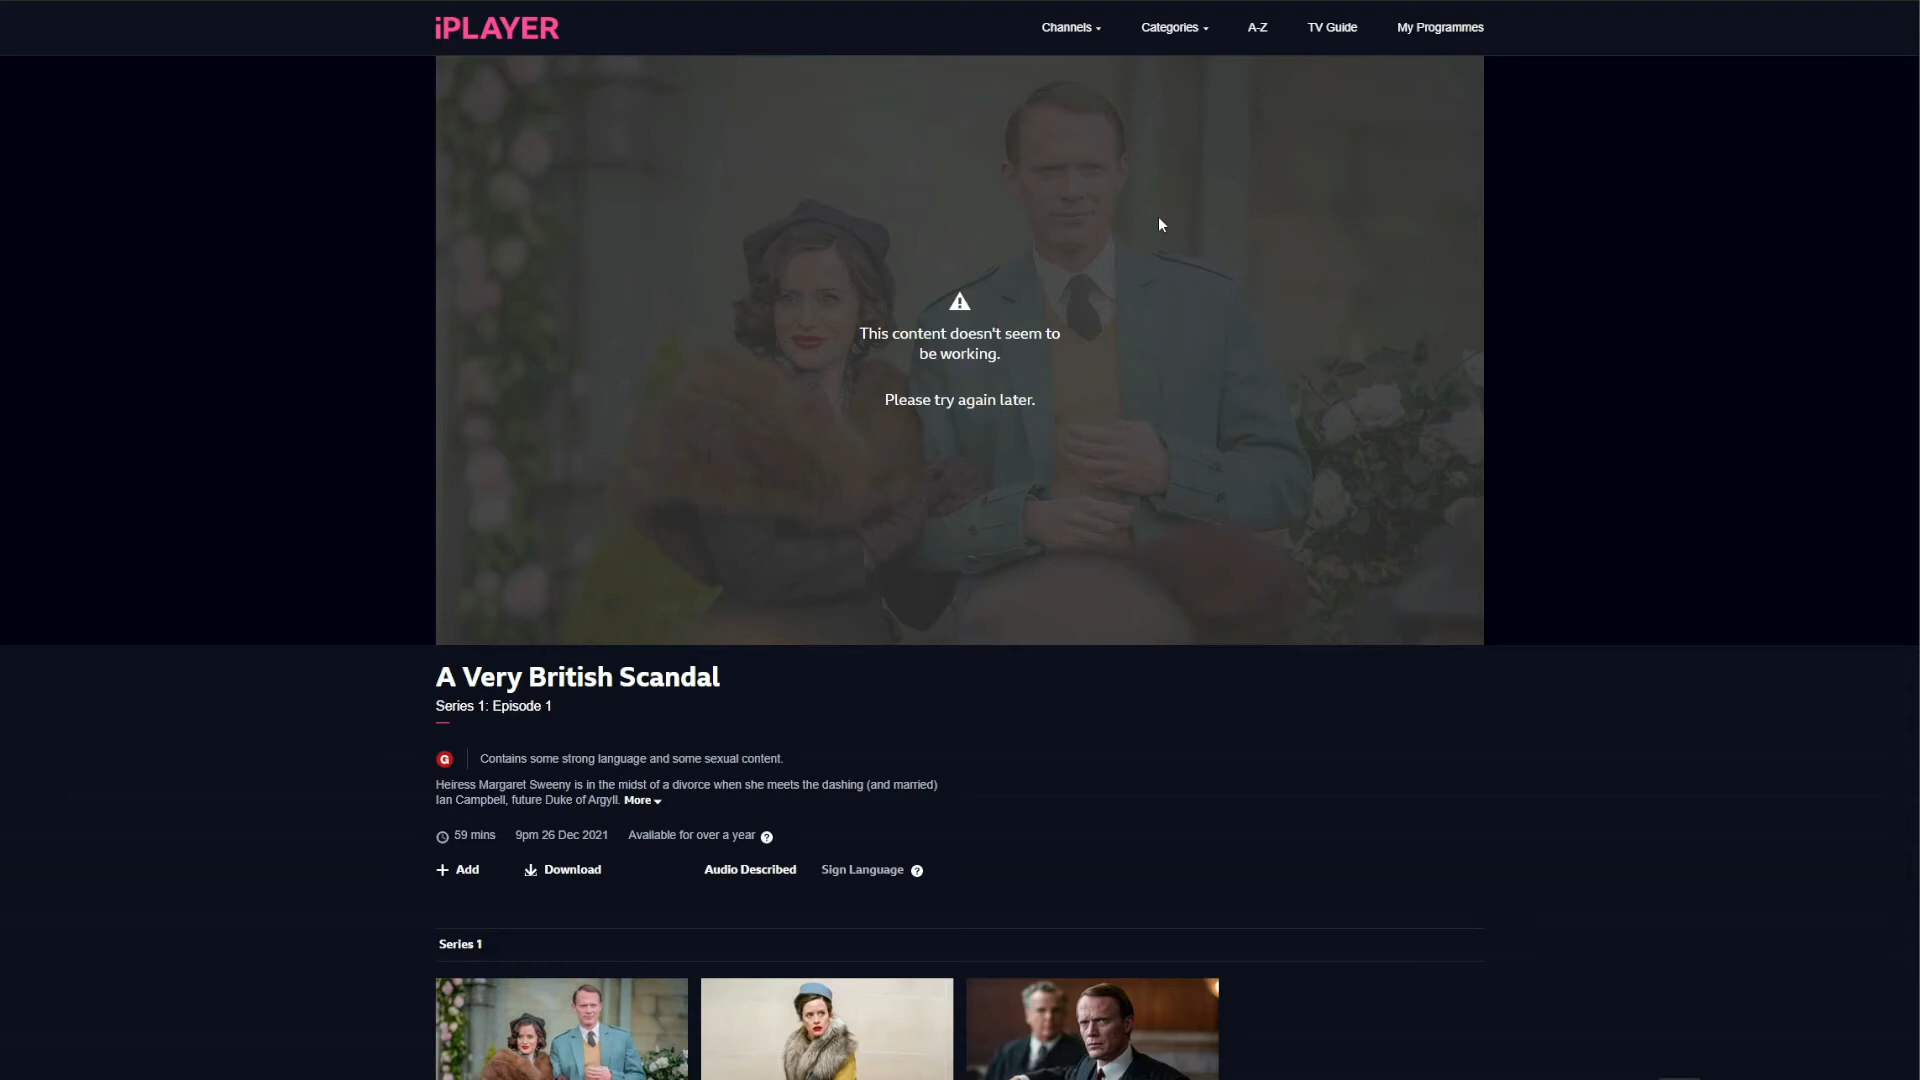 iPLAYER
Channels
Categories
A-Z
TV Guide
My Programmes
This content doesn't seem to
be working.
Please try again later.
A Very British Scandal
Series 1: Episode 1
G
Contains some strong language and some sexual content.
Heiress Margaret Sweeny is in the midst of a divorce when she meets the dashing (and married)
Ian Campbell, future Duke of Argyll. More
59 mins
9pm 26 Dec 2021
Available for over a year ?
+ Add
Download
Audio Described
Sign Language ?
Series 1